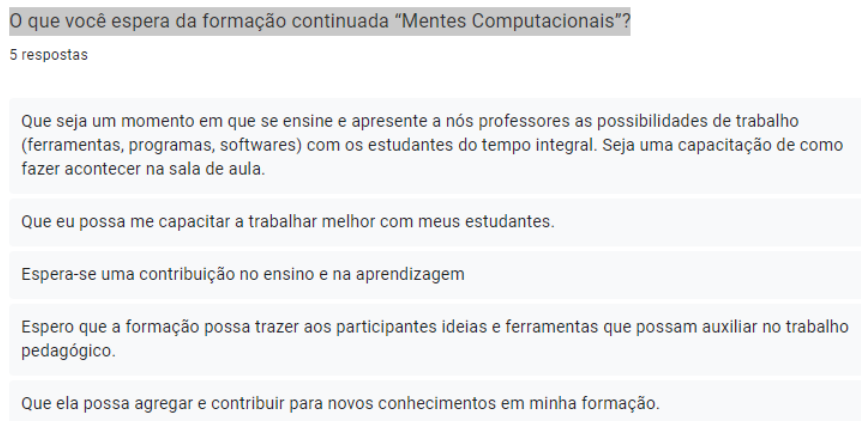 O que você espera da formação continuada “Mentes Computacionais”?
5 respostas
Que seja um momento em que se ensine e apresente a nós professores as possibilidades de trabalho
(ferramentas, programas, softwares) com os estudantes do tempo integral. Seja uma capacitação de como
fazer acontecer na sala de aula.
Que eu possa me capacitar a trabalhar melhor com meus estudantes.
Espera-se uma contribuição no ensino e na aprendizagem
Espero que a formação possa trazer aos participantes ideias e ferramentas que possam auxiliar no trabalho
pedagógico.
Que ela possa agregar e contribuir para novos conhecimentos em minha formação.